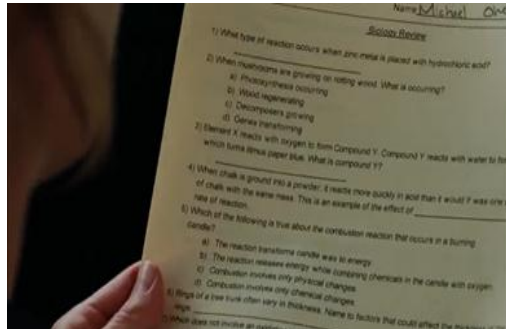 Name Michael
Biology Review
1) What type of reaction occurs when zinc metal is placed with hydrochloric acid?
2) When mushrooms are growing on rotting wood. What is occurring?
a) Photosynthesis occurring
b) Wood regenerating
c) Decomposers growing
d) Genes transforming
3) Element X reacts with oxygen to form Compound Y. Compound Y reacts with water to
which turns litmus paper blue. What is compound Y?
4) When chalk is ground into a powder, it reacts more quickly in acid than it would if was one
of chalk with the same mass. This is an example of the effect of
rate of reaction.
5) Which of the following is true about the combustion reaction that occurs in a burning
candle?
a) The reaction transforms candle wax to energy.
b) The reaction releases energy while combining chemicals in the candle with oxygen.
c) Combustion involves only physical changes
d) Combustion involves only chemical changes
6) Rings of a tree trunk often vary in thickness. Name to factors that could affect the
rings.
Which does not involve an